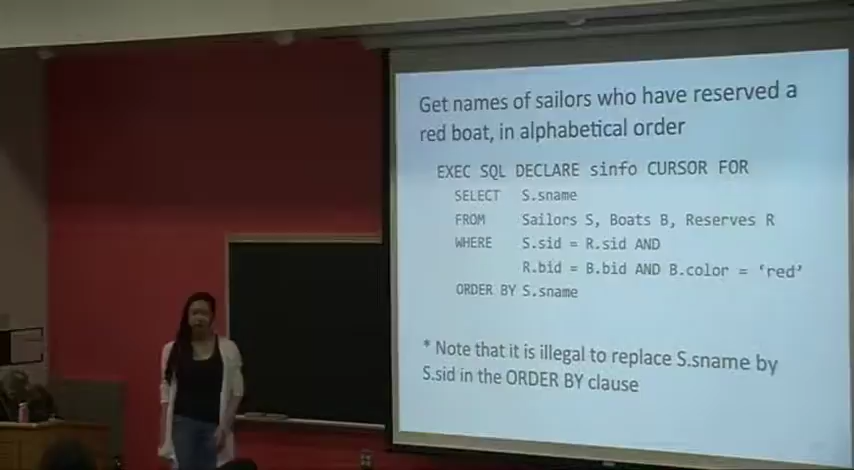 Get names of sailors who have reserved a
red boat, in alphabetical order
EXEC SQL DECLARE sinfo CURSOR FOR
SELECT S.sname
FROM Sailors S, Boats B, Reserves R
WHERE S.sid = R.sid AND
R.bid = B.bid AND B.color = ‘red’
ORDER BY S.sname
* Note that it is illegal to replace S.sname by
S.sid in the ORDER BY clause